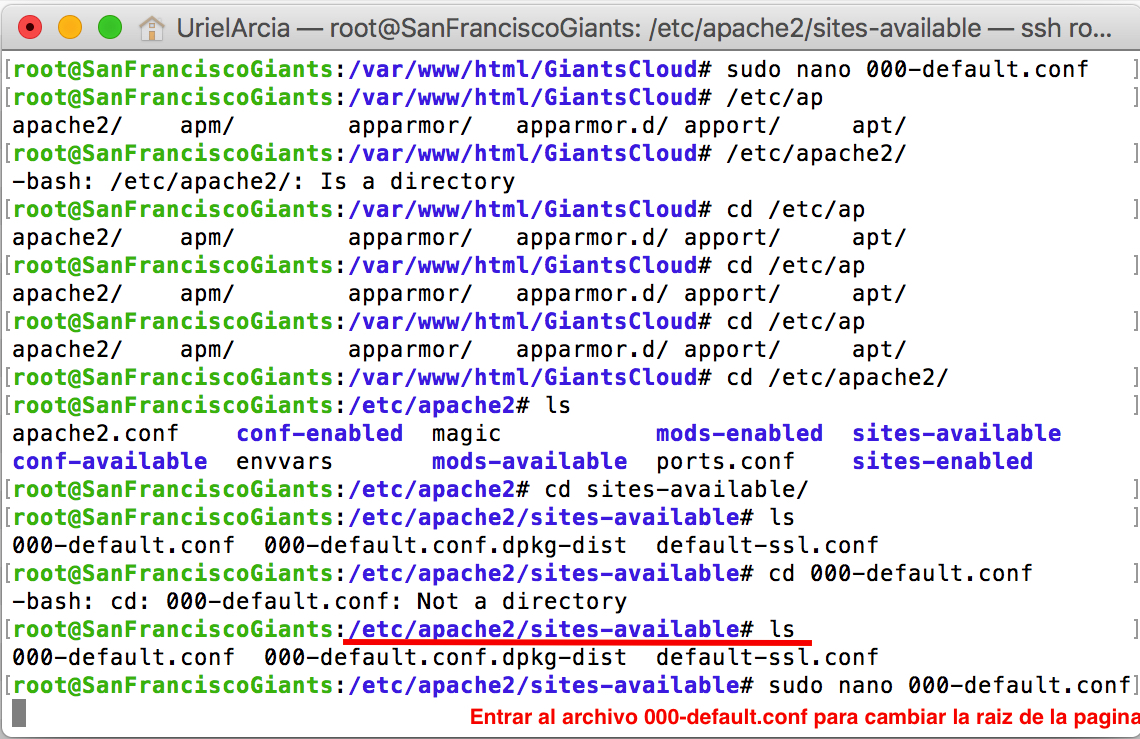 UrielArcia — root@SanFranciscoGiants: /etc/apache2/sites-available — ssh ro...
[root@SanFranciscoGiants:/var/www/html/GiantsCloud# sudo nano 000-default.conf ]
[root@SanFranciscoGiants:/var/www/html/GiantsCloud# /etc/ap ]
apache2/ apm/ apparmor/ apparmor.d/ apport/ apt/
[root@SanFranciscoGiants:/var/www/html/GiantsCloud# /etc/apache2/ ]
-bash: /etc/apache2/: Is a directory
[root@SanFranciscoGiants:/var/www/html/GiantsCloud# cd /etc/ap ]
apache2/ apm/ apparmor/ apparmor.d/ apport/ apt/
[root@SanFranciscoGiants:/var/www/html/GiantsCloud# cd /etc/ap ]
apache2/ apm/ apparmor/ apparmor.d/ apport/ apt/
[root@SanFranciscoGiants:/var/www/html/GiantsCloud# cd /etc/ap ]
apache2/ apm/ apparmor/ apparmor.d/ apport/ apt/
[root@SanFranciscoGiants:/var/www/html/GiantsCloud# cd /etc/apache2/ ]
[root@SanFranciscoGiants:/etc/apache2# ls ]
apache2.conf conf-enabled magic mods-enabled sites-available
conf-available envvars mods-available ports.conf sites-enabled
[root@SanFranciscoGiants:/etc/apache2# cd sites-available/ ]
[root@SanFranciscoGiants:/etc/apache2/sites-available# ls ]
000-default.conf 000-default.conf.dpkg-dist default-ssl.conf
[root@SanFranciscoGiants:/etc/apache2/sites-available# cd 000-default.conf ]
-bash: cd: 000-default.conf: Not a directory
[root@SanFranciscoGiants:/etc/apache2/sites-available# ls ]
000-default.conf 000-default.conf.dpkg-dist default-ssl.conf
[root@SanFranciscoGiants:/etc/apache2/sites-available# sudo nano 000-default.conf]
Entrar al archivo 000-default.conf para cambiar la raiz de la pagina